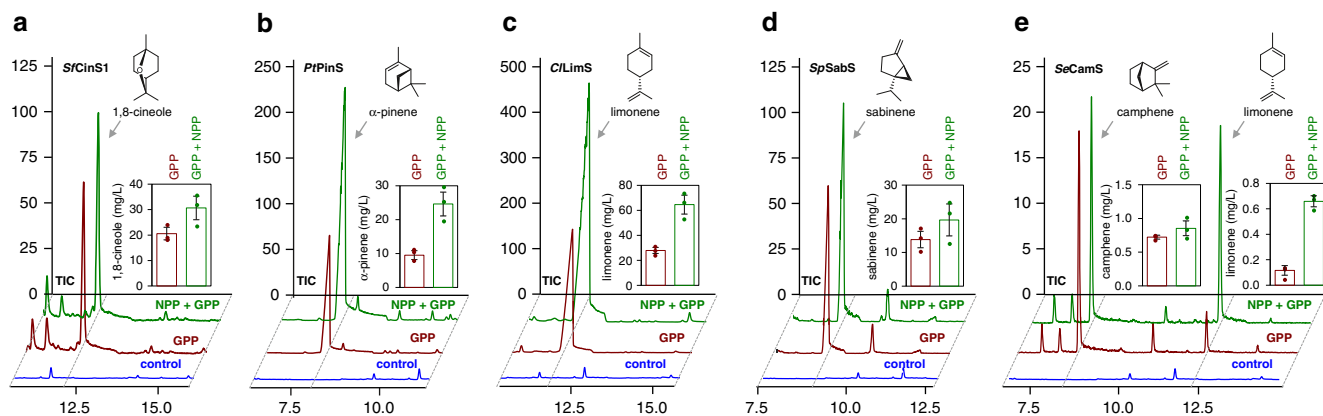 a
SfCinS1
O
1,8-cineole
125
100
75
50
25
0
TIC
1,8-cineole (mg/L)
40
30
20
10
0
GPP
GPP + NPP
NPP + GPP
GPP
control
12.5
15.0
b
PtPinS
α-pinene
250
200
150
100
50
0
TIC
α-pinene (mg/L)
30
20
10
0
GPP
GPP + NPP
NPP + GPP
GPP
control
7.5
10.0
c
ClLimS
limonene
500
400
300
200
100
0
TIC
limonene (mg/L)
80
60
40
20
0
GPP
GPP + NPP
NPP + GPP
GPP
control
12.5
15.0
d
SpSabS
sabinene
125
100
75
50
25
0
TIC
sabinene (mg/L)
40
30
20
10
0
GPP
GPP + NPP
NPP + GPP
GPP
control
10.0
12.5
e
SeCamS
camphene
limonene
25
20
15
10
5
0
TIC
camphene (mg/L)
1.5
1.0
0.5
0.0
GPP
GPP + NPP
limonene (mg/L)
0.8
0.6
0.4
0.2
0.0
GPP
GPP + NPP
NPP + GPP
GPP
control
7.5
10.0
12.5